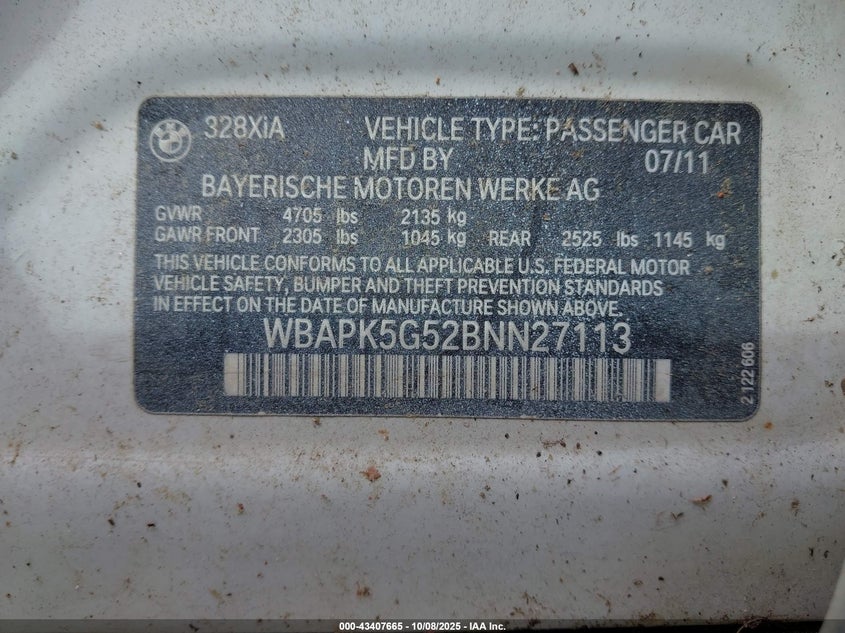 BMW
328XiA VEHICLE TYPE: PASSENGER CAR
MFD BY 07/11
BAYERISCHE MOTOREN WERKE AG
GVWR 4705 lbs 2135 kg
GAWR FRONT 2305 lbs 1045 kg REAR 2525 lbs 1145 kg
THIS VEHICLE CONFORMS TO ALL APPLICABLE U.S. FEDERAL MOTOR
VEHICLE SAFETY, BUMPER AND THEFT PREVENTION STANDARDS
IN EFFECT ON THE DATE OF MANUFACTURE SHOWN ABOVE.
WBAPK5G52BNN27113
2 122 606
000-43407665 - 10/08/2025 - IAA Inc.